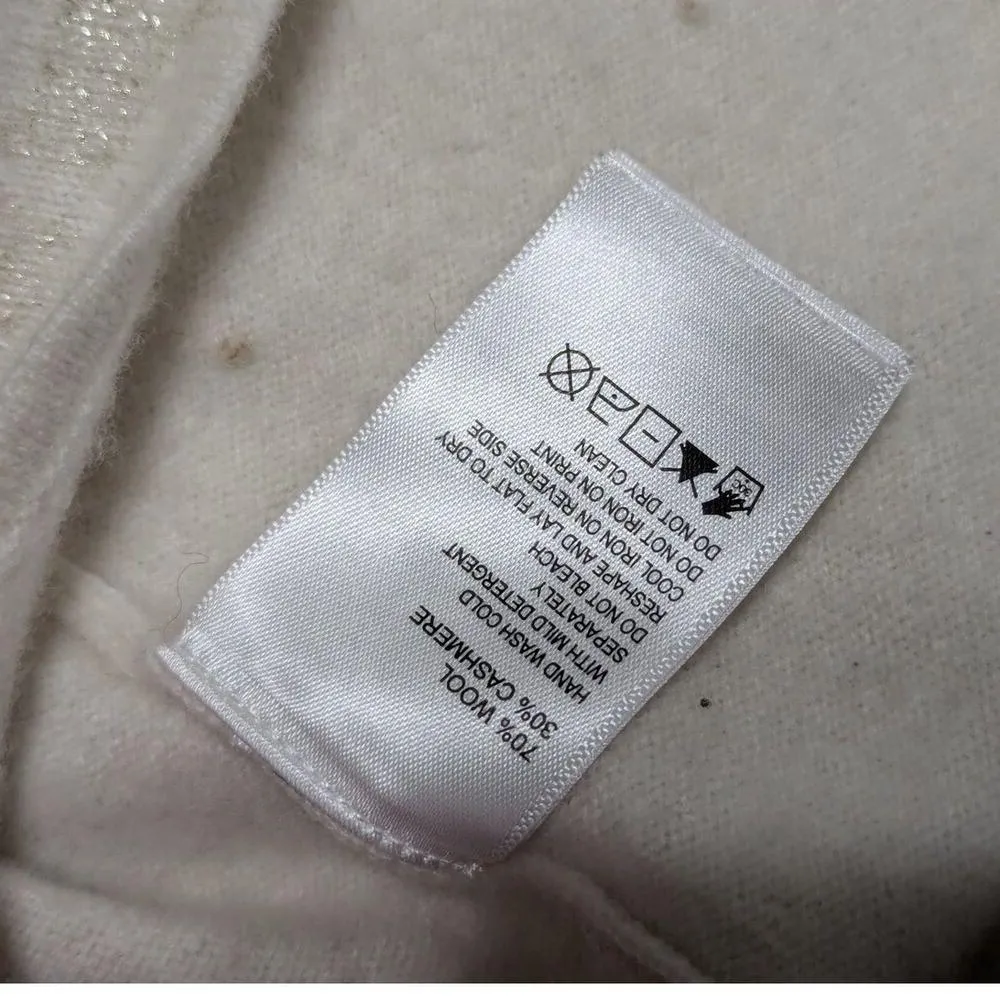 70% WOOL
30% CASHMERE
HAND WASH COLD
WITH MILD DETERGENT
SEPARATELY
DO NOT BLEACH
RESHAPE AND LAY FLAT TO DRY
COOL IRON ON REVERSE SIDE
DO NOT IRON ON PRINT
DO NOT DRY CLEAN
30C